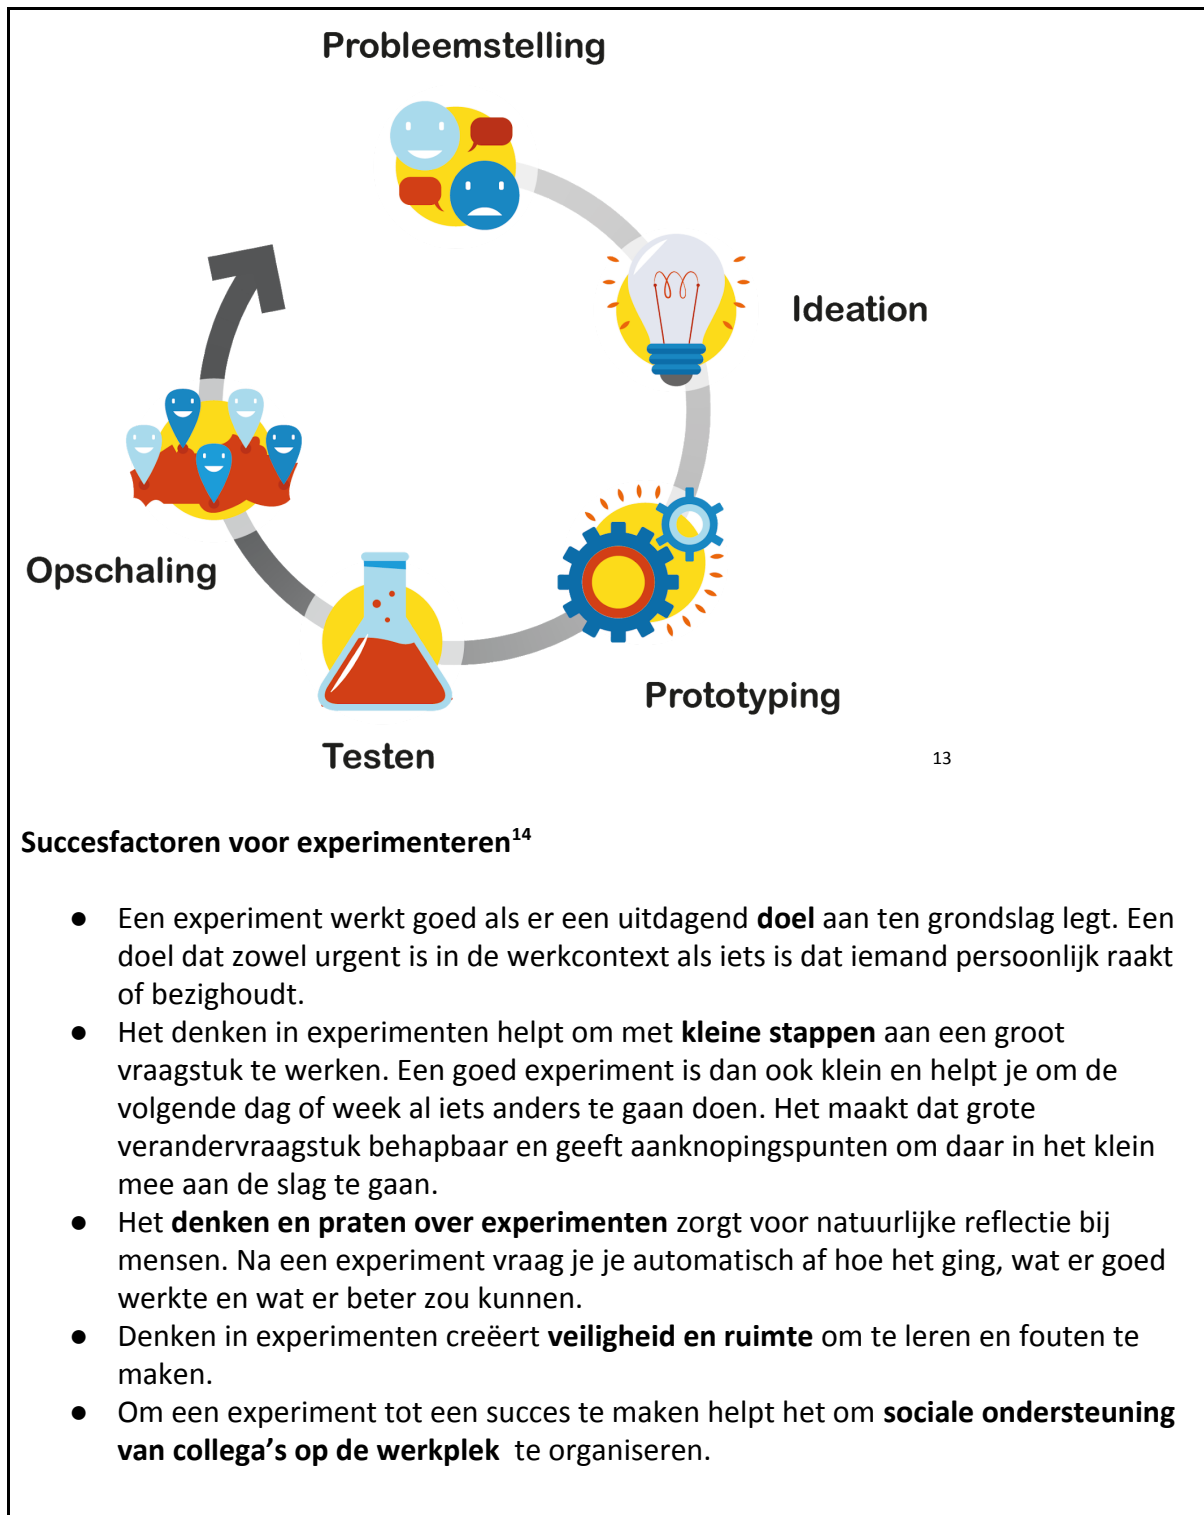 Probleemstelling
Ideation
Opschaling
Prototyping
Testen
13
Succesfactoren voor experimenteren14
● Een experiment werkt goed als er een uitdagend doel aan ten grondslag legt. Een
doel dat zowel urgent is in de werkcontext als iets is dat iemand persoonlijk raakt
of bezighoudt.
● Het denken in experimenten helpt om met kleine stappen aan een groot
vraagstuk te werken. Een goed experiment is dan ook klein en helpt je om de
volgende dag of week al iets anders te gaan doen. Het maakt dat grote
verandervraagstuk behapbaar en geeft aanknopingspunten om daar in het klein
mee aan de slag te gaan.
● Het denken en praten over experimenten zorgt voor natuurlijke reflectie bij
mensen. Na een experiment vraag je je automatisch af hoe het ging, wat er goed
werkte en wat er beter zou kunnen.
● Denken in experimenten creëert veiligheid en ruimte om te leren en fouten te
maken.
● Om een experiment tot een succes te maken helpt het om sociale ondersteuning
van collega’s op de werkplek te organiseren.